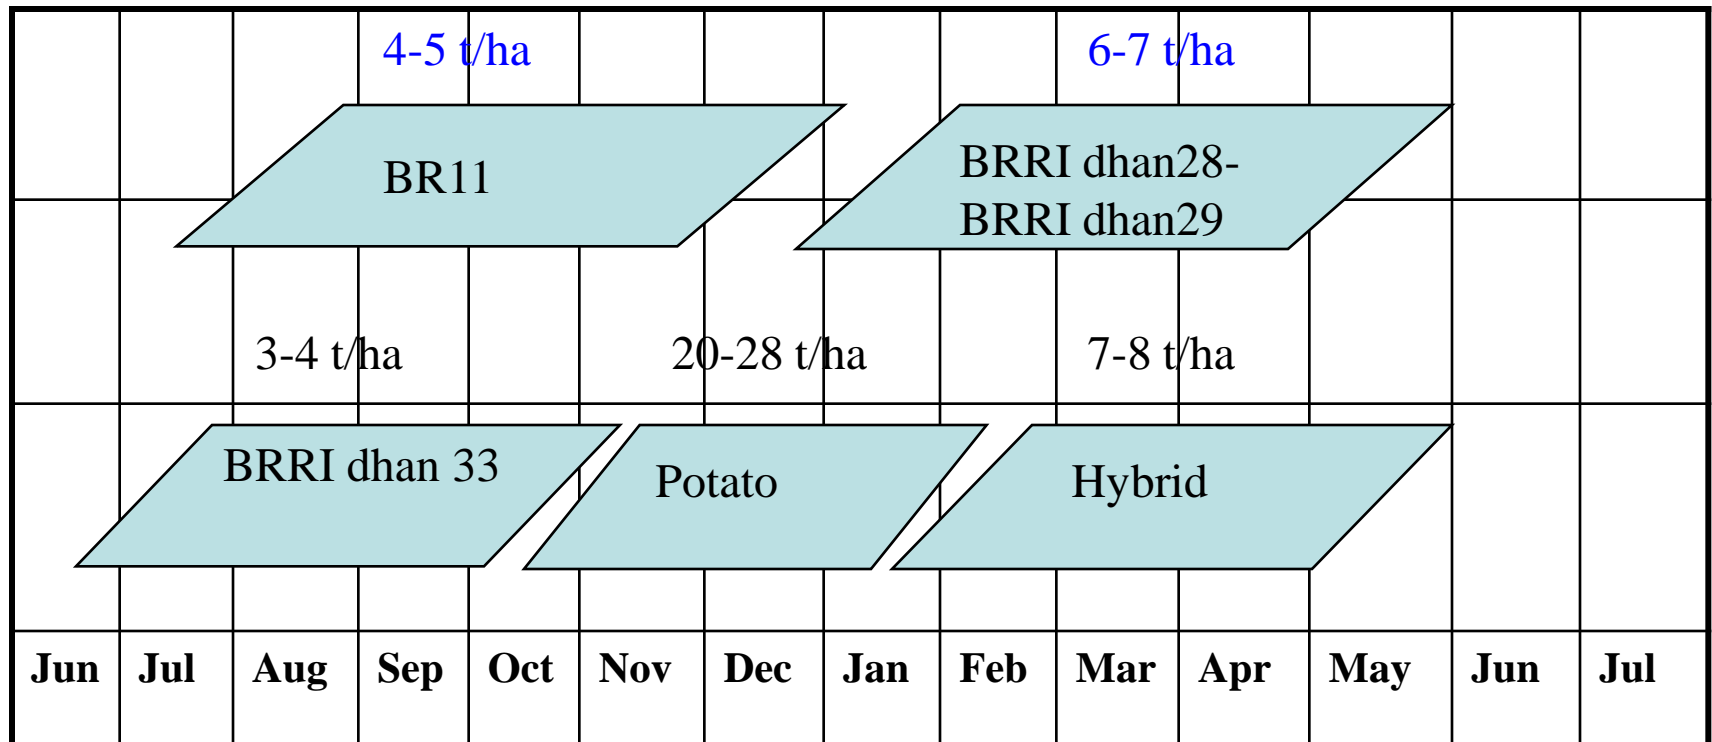 4-5 t/ha 6-7 t/ha
BR11
BRRI dhan28-
BRRI dhan29
3-4 t/ha 20-28 t/ha 7-8 t/ha
BRRI dhan 33
Potato
Hybrid
Jun Jul Aug Sep Oct Nov Dec Jan Feb Mar Apr May Jun Jul